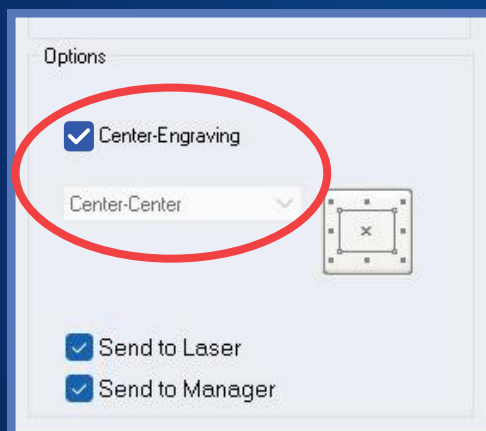 Options
Center-Engraving
Center-Center
Send to Laser
Send to Manager